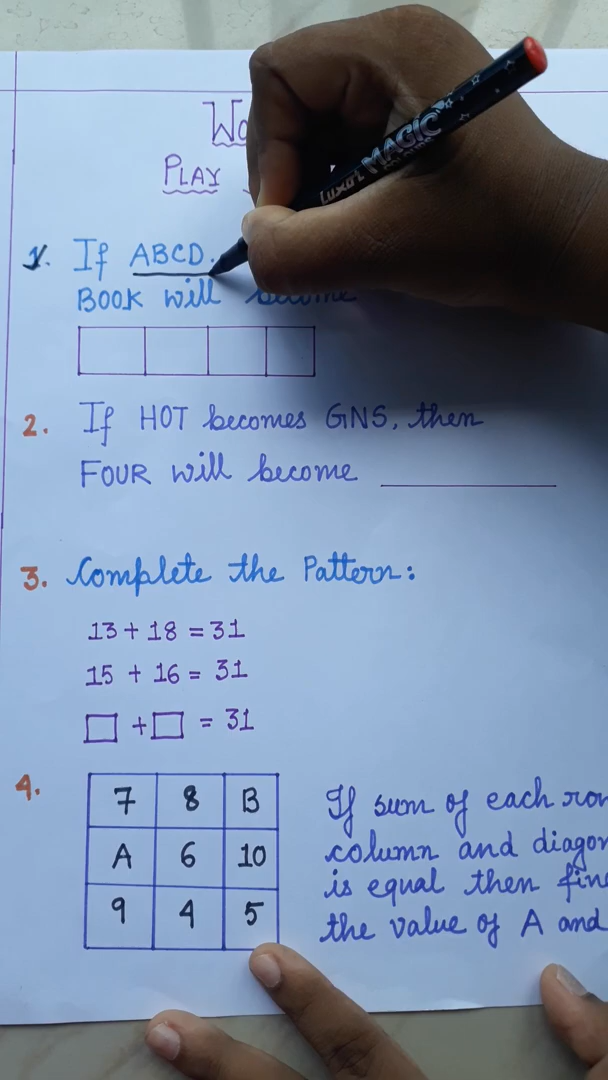 PLAY
Luxor MAGIC
1. If ABCD
BOOK will become
2. If HOT becomes GNS, then
FOUR will become
3. Complete the Pattern:
13 + 18 = 31
15 + 16 = 31
□ + □ = 31
4.
7 8 B
A 6 10
9 4 5
If sum of each row
column and diagon
is equal then fin
the value of A and